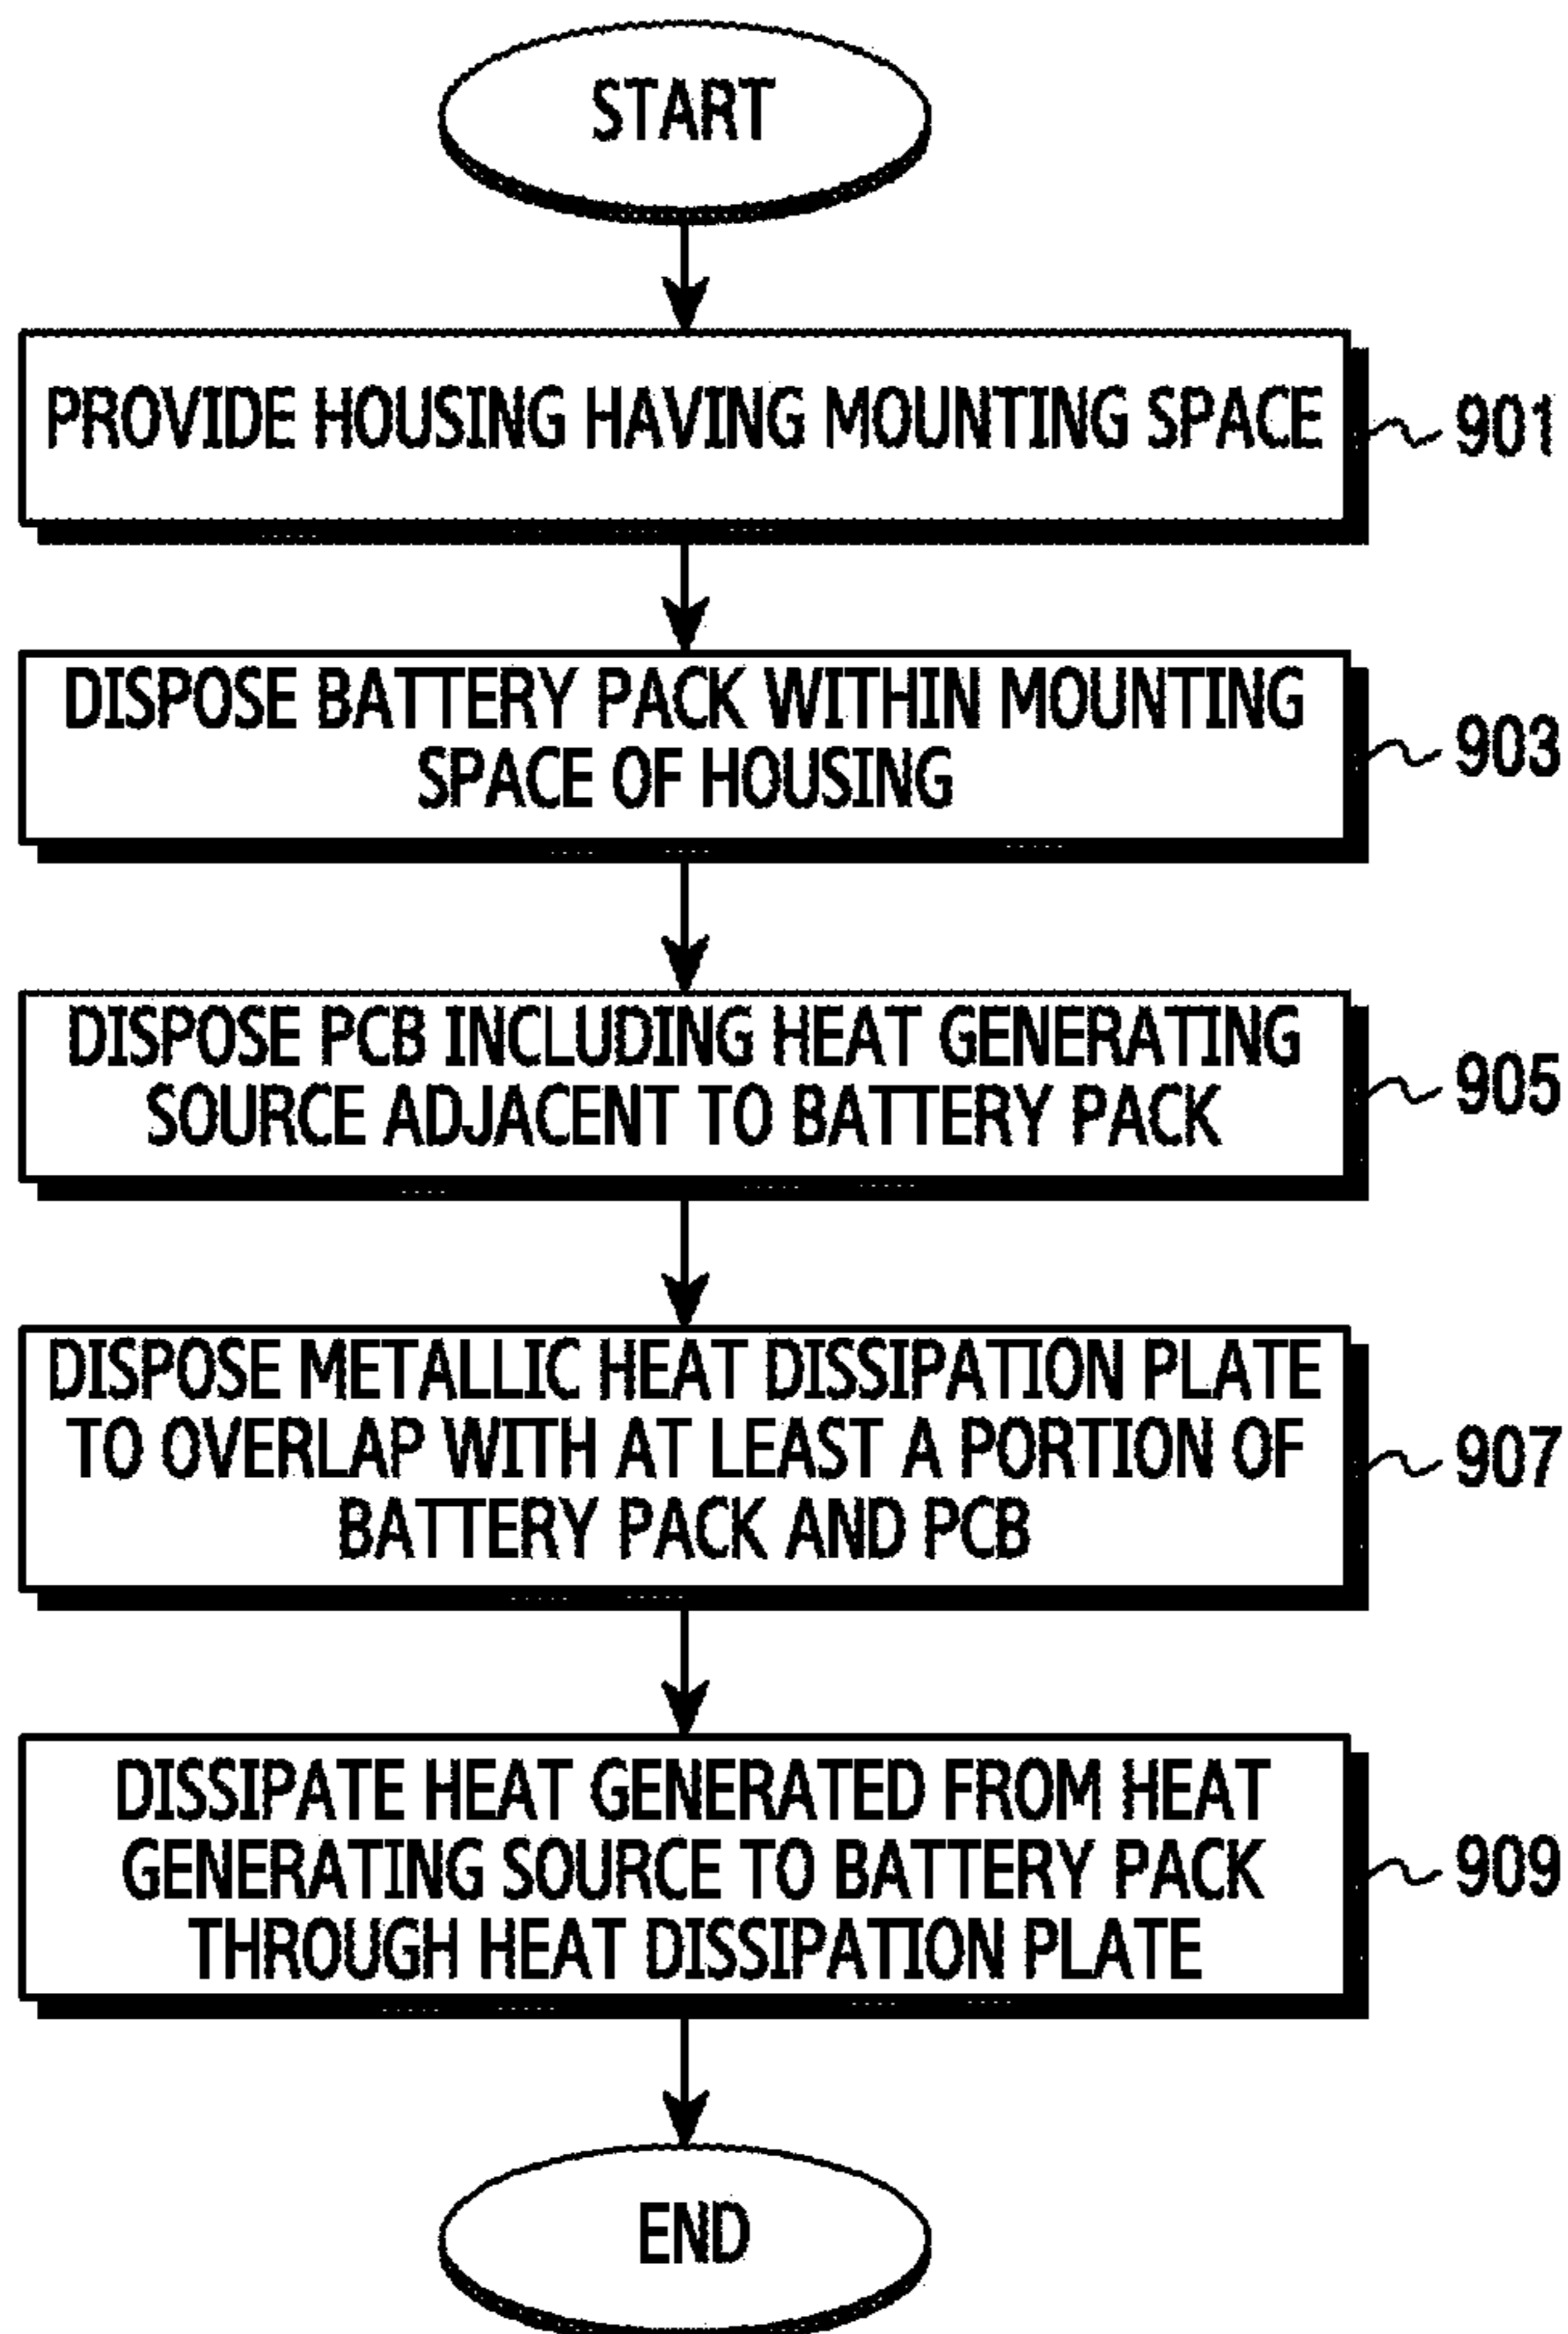 START
PROVIDE HOUSING HAVING MOUNTING SPACE
901
DISPOSE BATTERY PACK WITHIN MOUNTING
SPACE OF HOUSING
903
DISPOSE PCB INCLUDING HEAT GENERATING
SOURCE ADJACENT TO BATTERY PACK
905
DISPOSE METALLIC HEAT DISSIPATION PLATE
TO OVERLAP WITH AT LEAST A PORTION OF
BATTERY PACK AND PCB
907
DISSIPATE HEAT GENERATED FROM HEAT
GENERATING SOURCE TO BATTERY PACK
THROUGH HEAT DISSIPATION PLATE
909
END